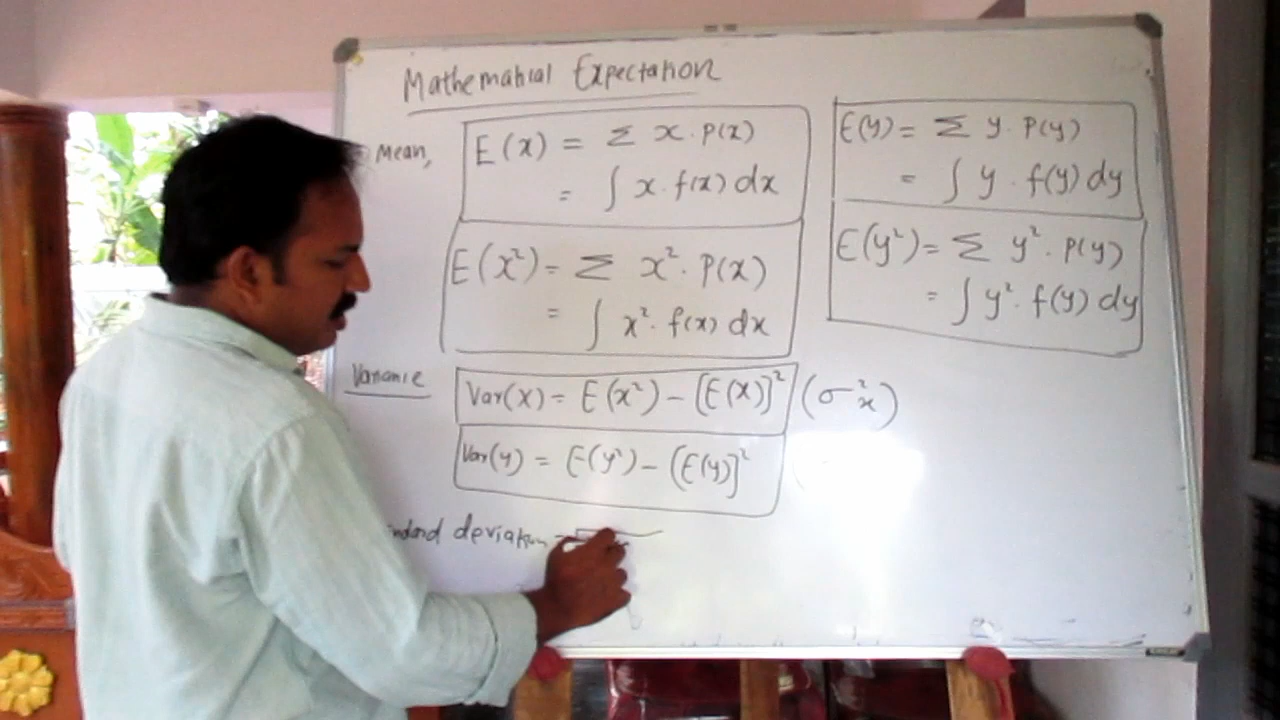 Mathematical Expectation
Mean,
E(x) = Σ x . p(x)
= ∫ x . f(x) dx
E(x²) = Σ x² . p(x)
= ∫ x² . f(x) dx
E(y) = Σ y . P(y)
= ∫ y . f(y) dy
E(y²) = Σ y² . P(y)
= ∫ y² . f(y) dy
Variance
Var(x) = E(x²) – [E(x)]² (σ²x)
Var(y) = E(y²) – [E(y)]²
deviation =